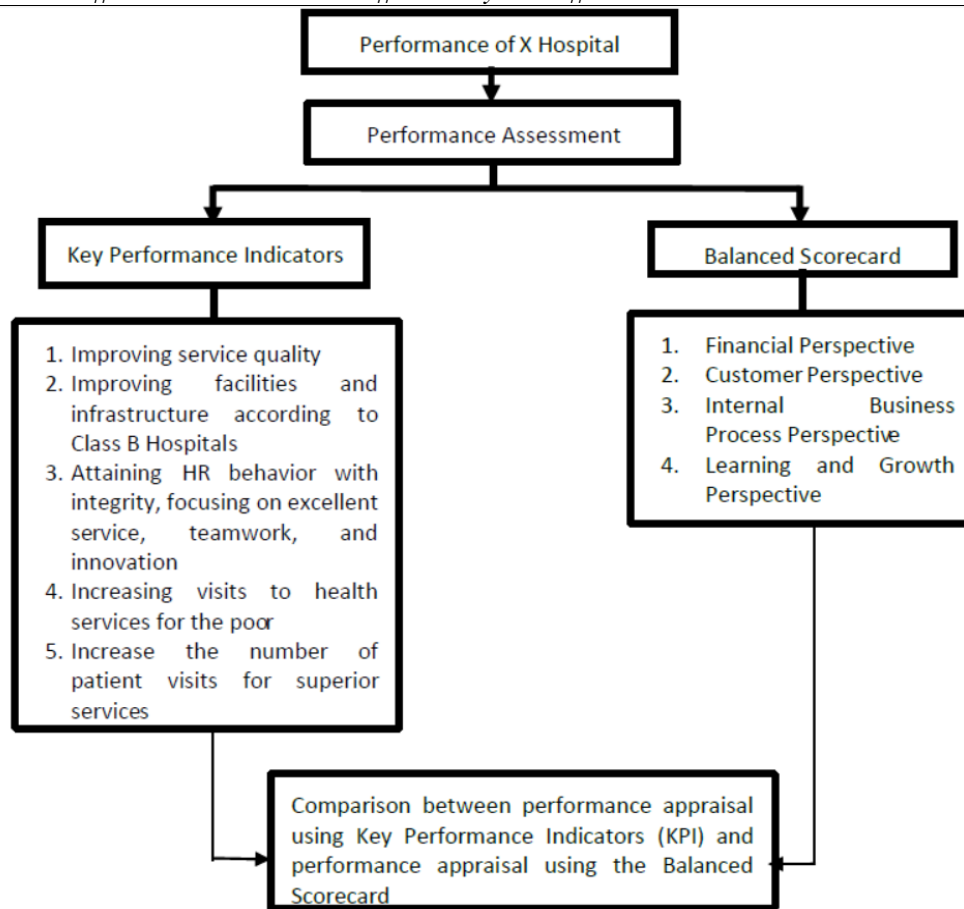 Performance of X Hospital
Performance Assessment
Key Performance Indicators
Balanced Scorecard
1. Improving service quality
2. Improving facilities and
infrastructure according to
Class B Hospitals
3. Attaining HR behavior with
integrity, focusing on excellent
service, teamwork, and
innovation
4. Increasing visits to health
services for the poor
5. Increase the number of
patient visits for superior
services
1. Financial Perspective
2. Customer Perspective
3. Internal Business
Process Perspective
4. Learning and Growth
Perspective
Comparison between performance appraisal
using Key Performance Indicators (KPI) and
performance appraisal using the Balanced
Scorecard